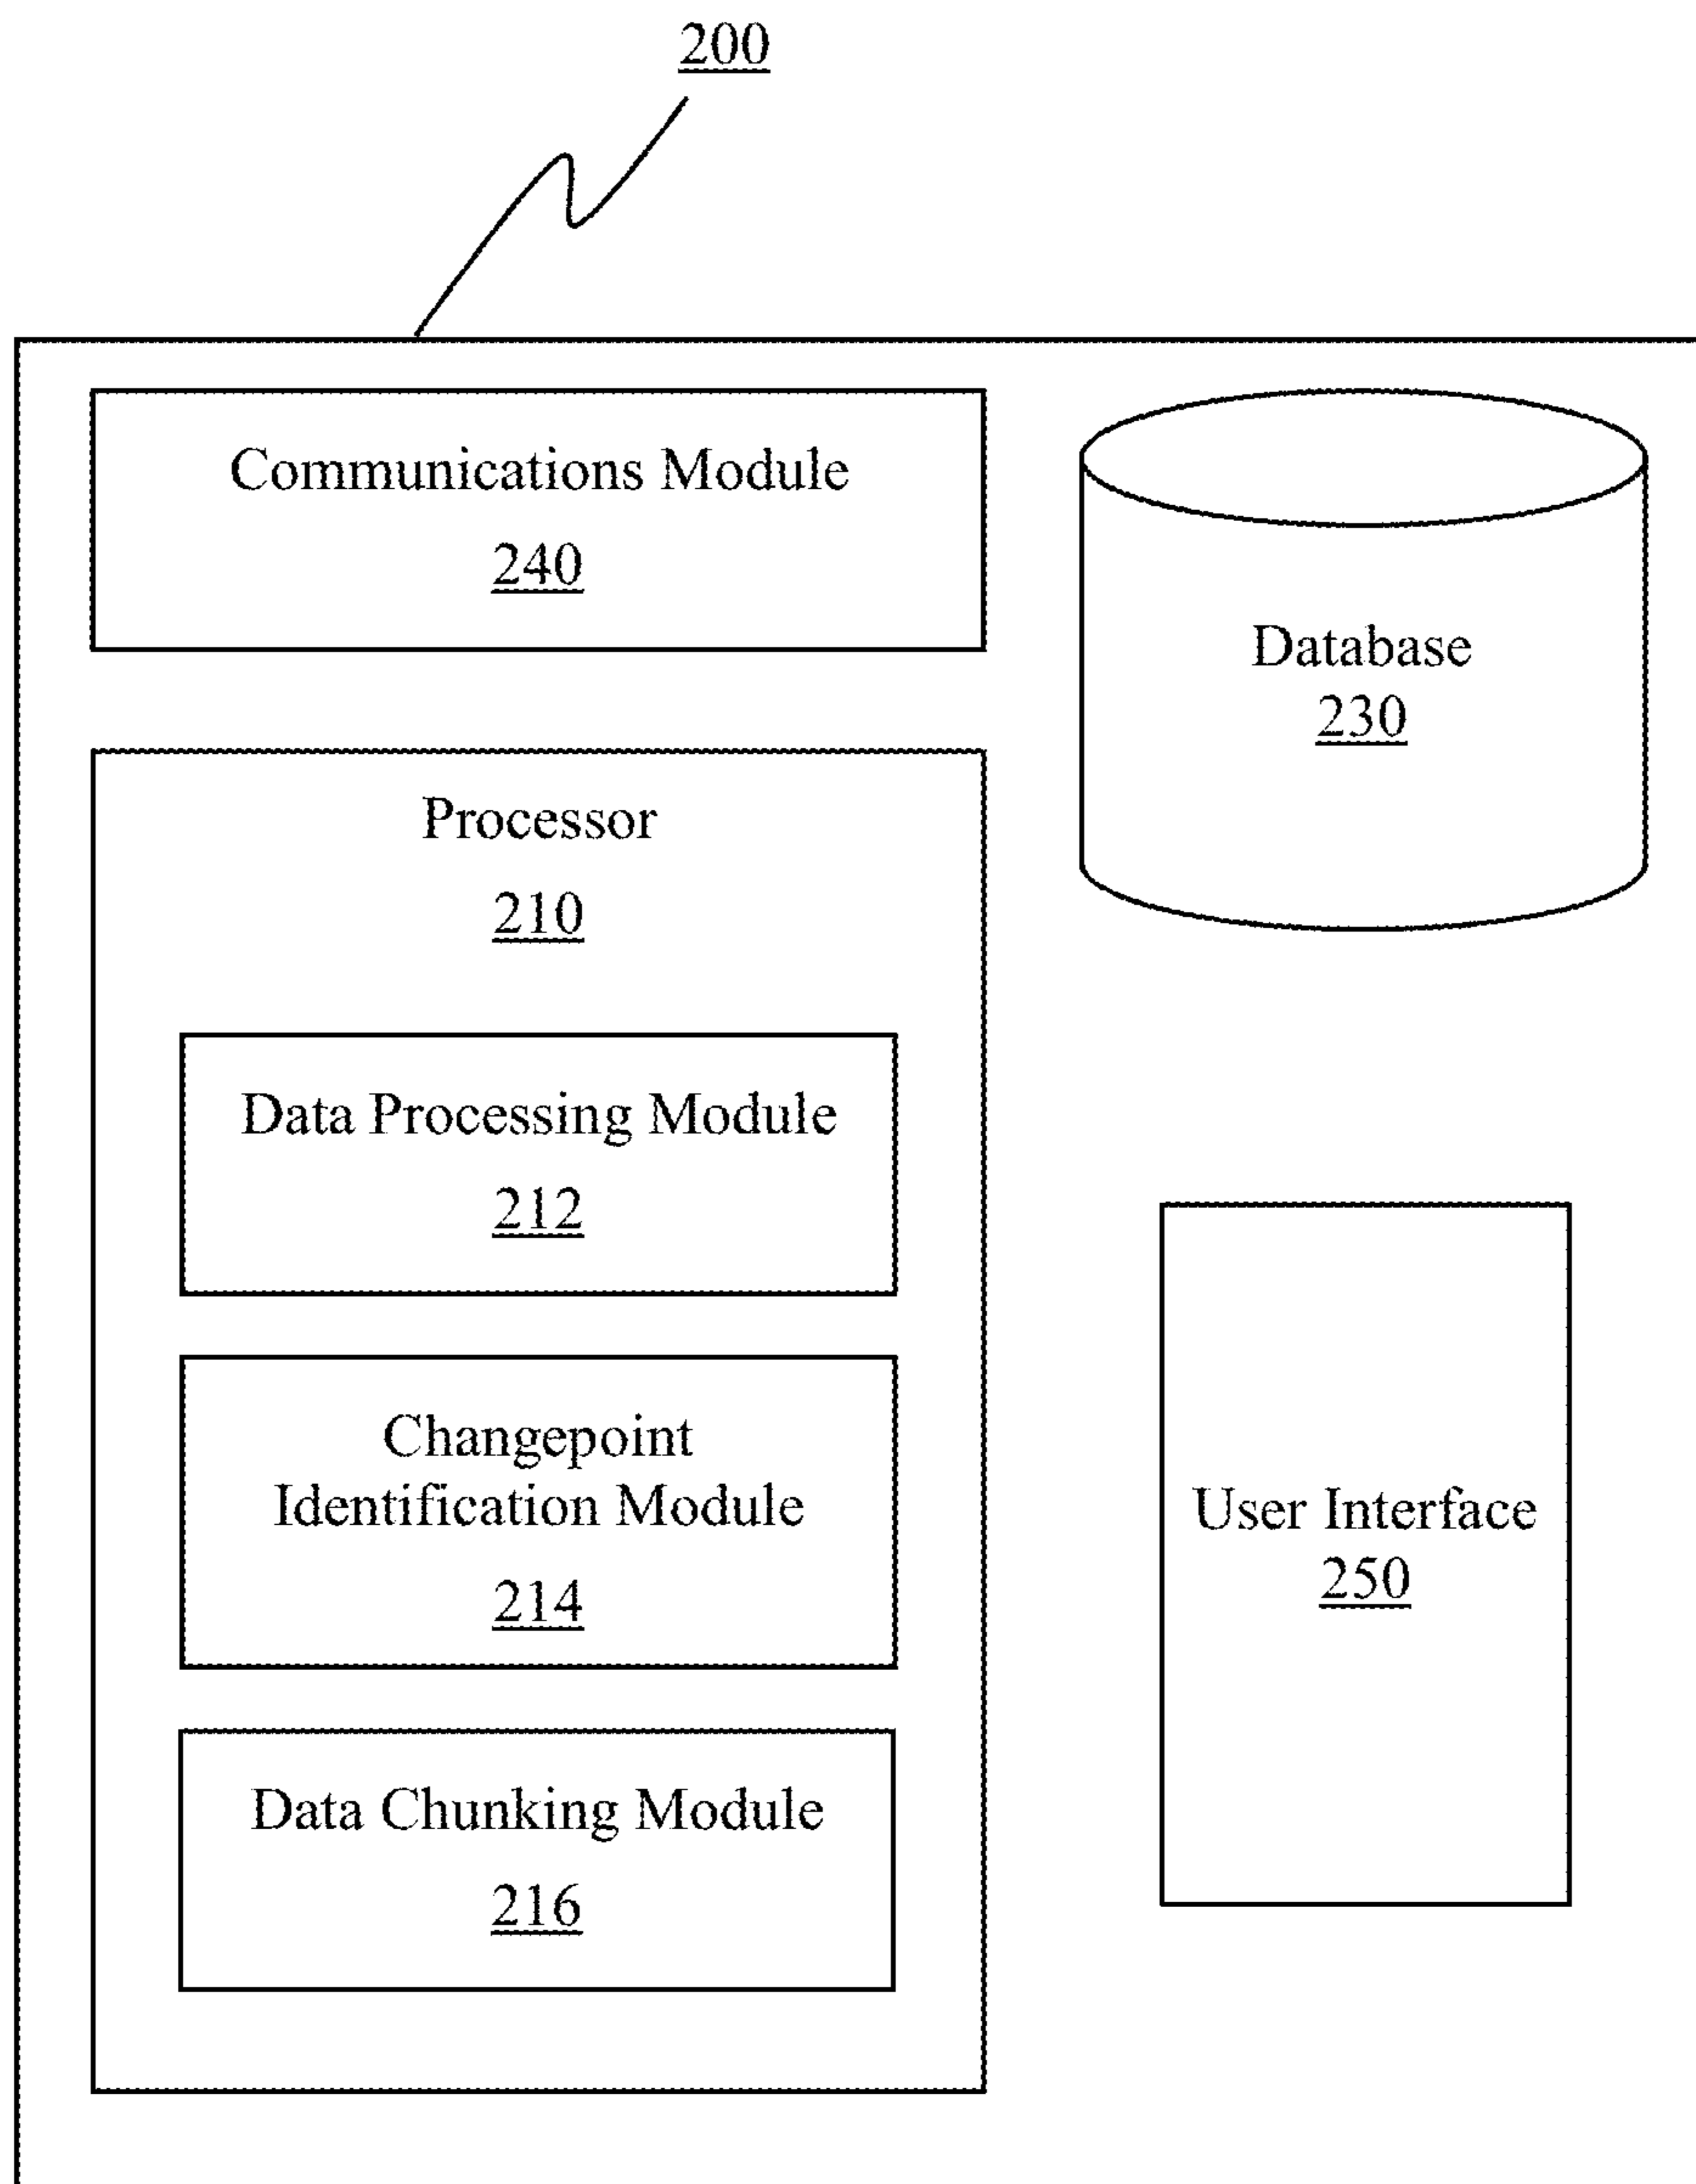 200
Communications Module
240
Database
230
Processor
210
Data Processing Module
212
Changepoint
Identification Module
214
User Interface
250
Data Chunking Module
216